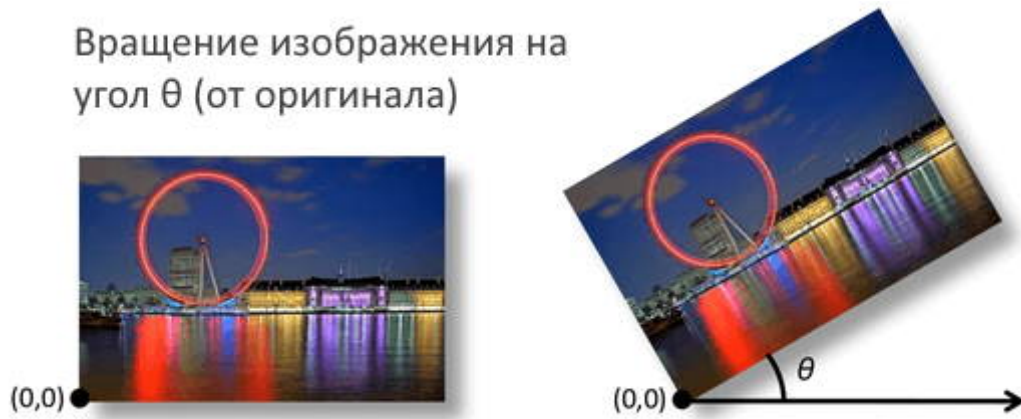 Вращение изображения на
угол θ (от оригинала)
(0,0)
(0,0)
θ